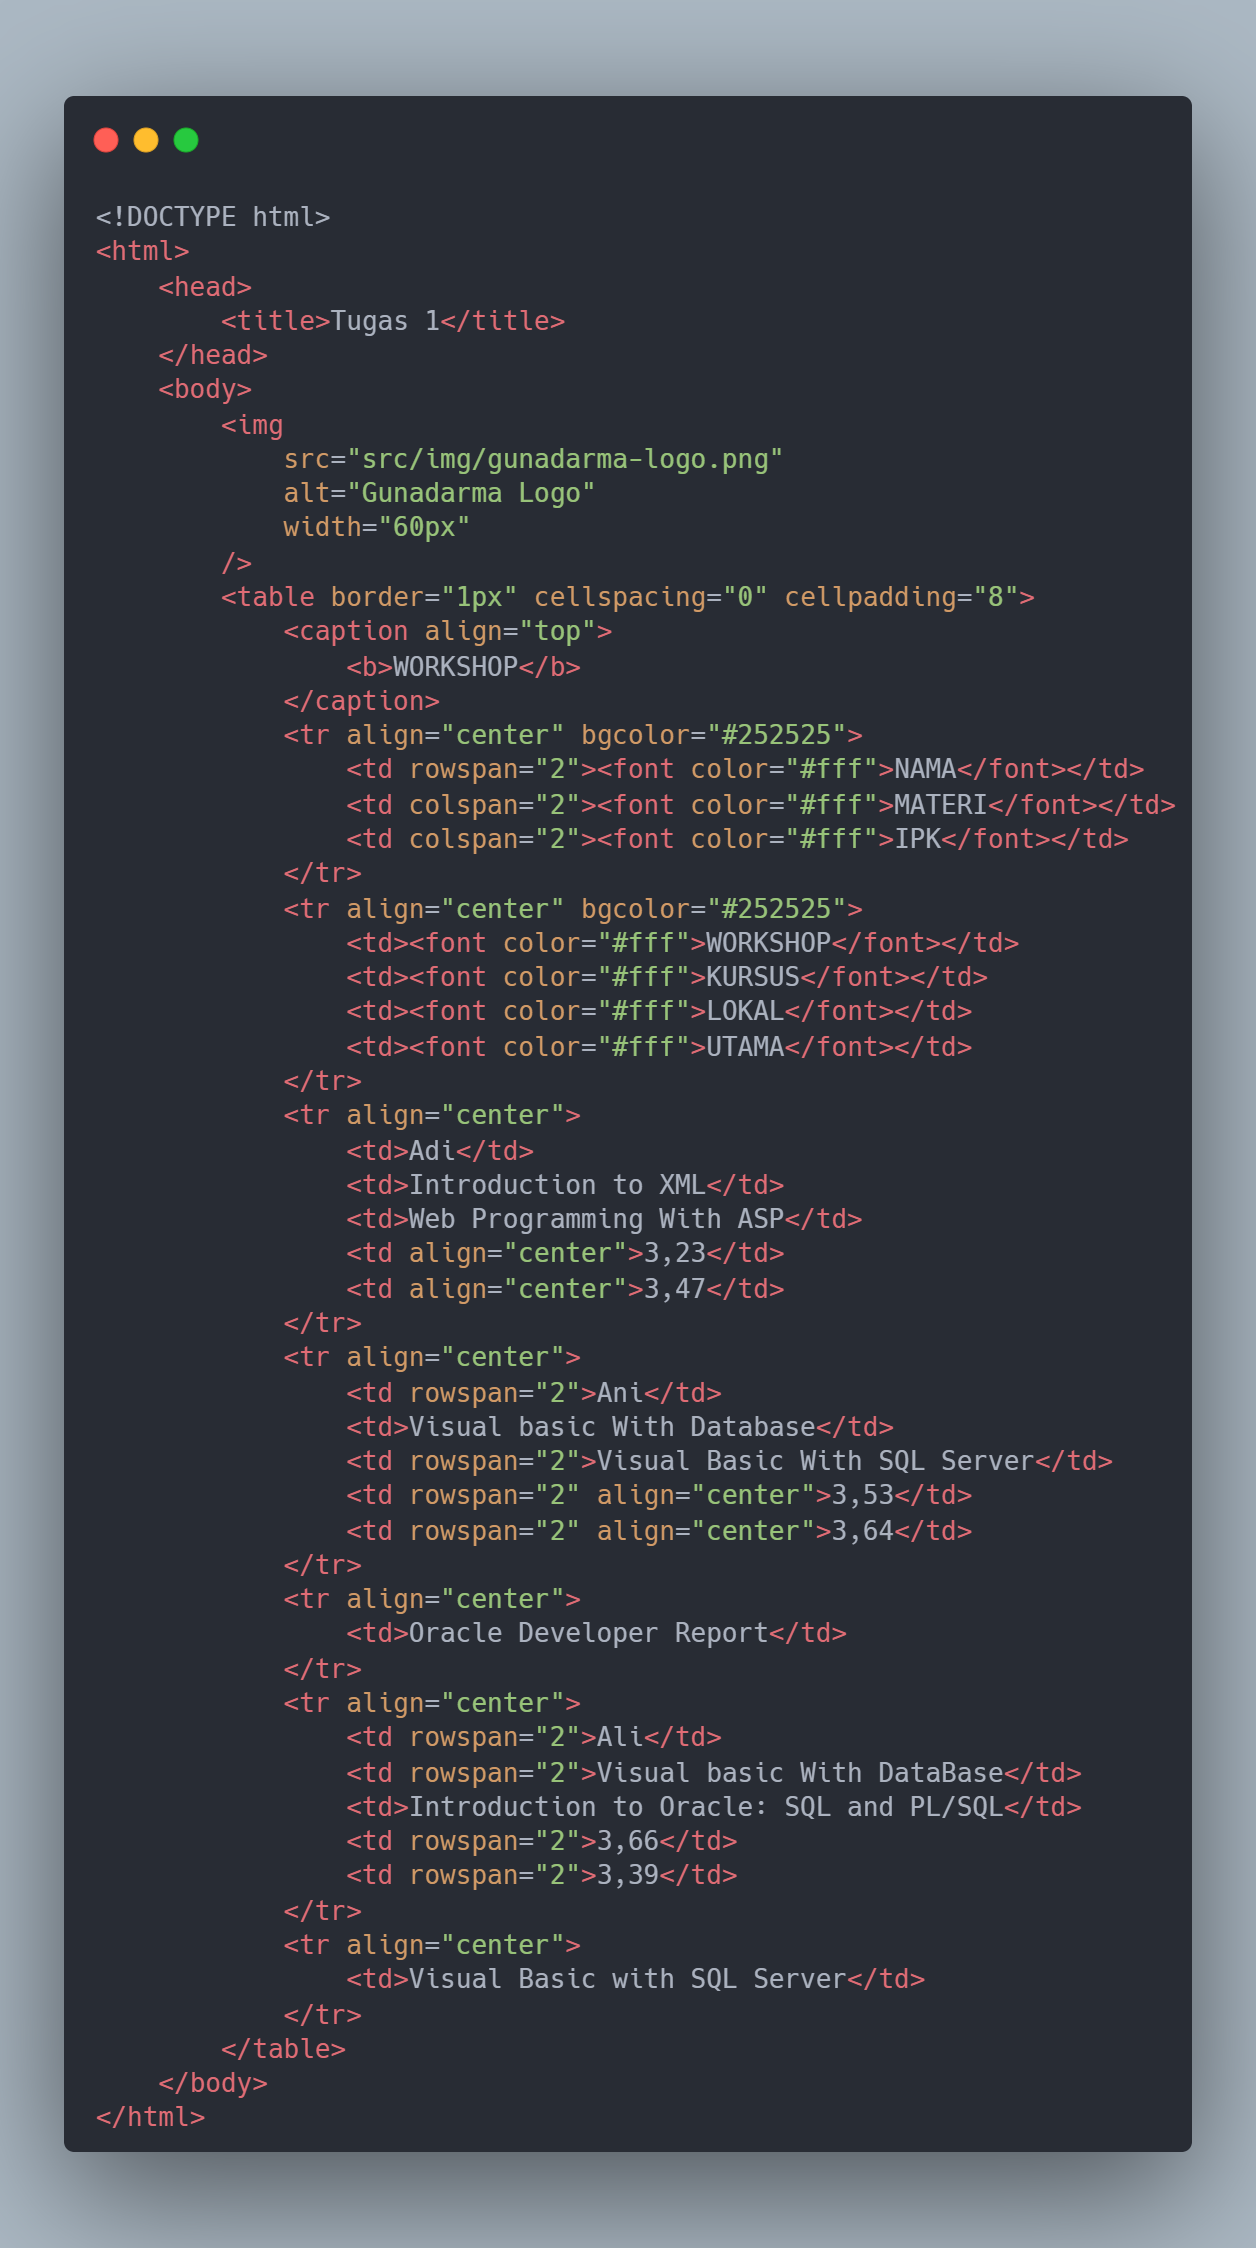 <!DOCTYPE html>
<html>
    <head>
        <title>Tugas 1</title>
    </head>
    <body>
        <img
            src="src/img/gunadarma-logo.png"
            alt="Gunadarma Logo"
            width="60px"
        />
        <table border="1px" cellspacing="0" cellpadding="8">
            <caption align="top">
                <b>WORKSHOP</b>
            </caption>
            <tr align="center" bgcolor="#252525">
                <td rowspan="2"><font color="#fff">NAMA</font></td>
                <td colspan="2"><font color="#fff">MATERI</font></td>
                <td colspan="2"><font color="#fff">IPK</font></td>
            </tr>
            <tr align="center" bgcolor="#252525">
                <td><font color="#fff">WORKSHOP</font></td>
                <td><font color="#fff">KURSUS</font></td>
                <td><font color="#fff">LOKAL</font></td>
                <td><font color="#fff">UTAMA</font></td>
            </tr>
            <tr align="center">
                <td>Adi</td>
                <td>Introduction to XML</td>
                <td>Web Programming With ASP</td>
                <td align="center">3,23</td>
                <td align="center">3,47</td>
            </tr>
            <tr align="center">
                <td rowspan="2">Ani</td>
                <td>Visual basic With Database</td>
                <td rowspan="2">Visual Basic With SQL Server</td>
                <td rowspan="2" align="center">3,53</td>
                <td rowspan="2" align="center">3,64</td>
            </tr>
            <tr align="center">
                <td>Oracle Developer Report</td>
            </tr>
            <tr align="center">
                <td rowspan="2">Ali</td>
                <td rowspan="2">Visual basic With DataBase</td>
                <td>Introduction to Oracle: SQL and PL/SQL</td>
                <td rowspan="2">3,66</td>
                <td rowspan="2">3,39</td>
            </tr>
            <tr align="center">
                <td>Visual Basic with SQL Server</td>
            </tr>
        </table>
    </body>
</html>